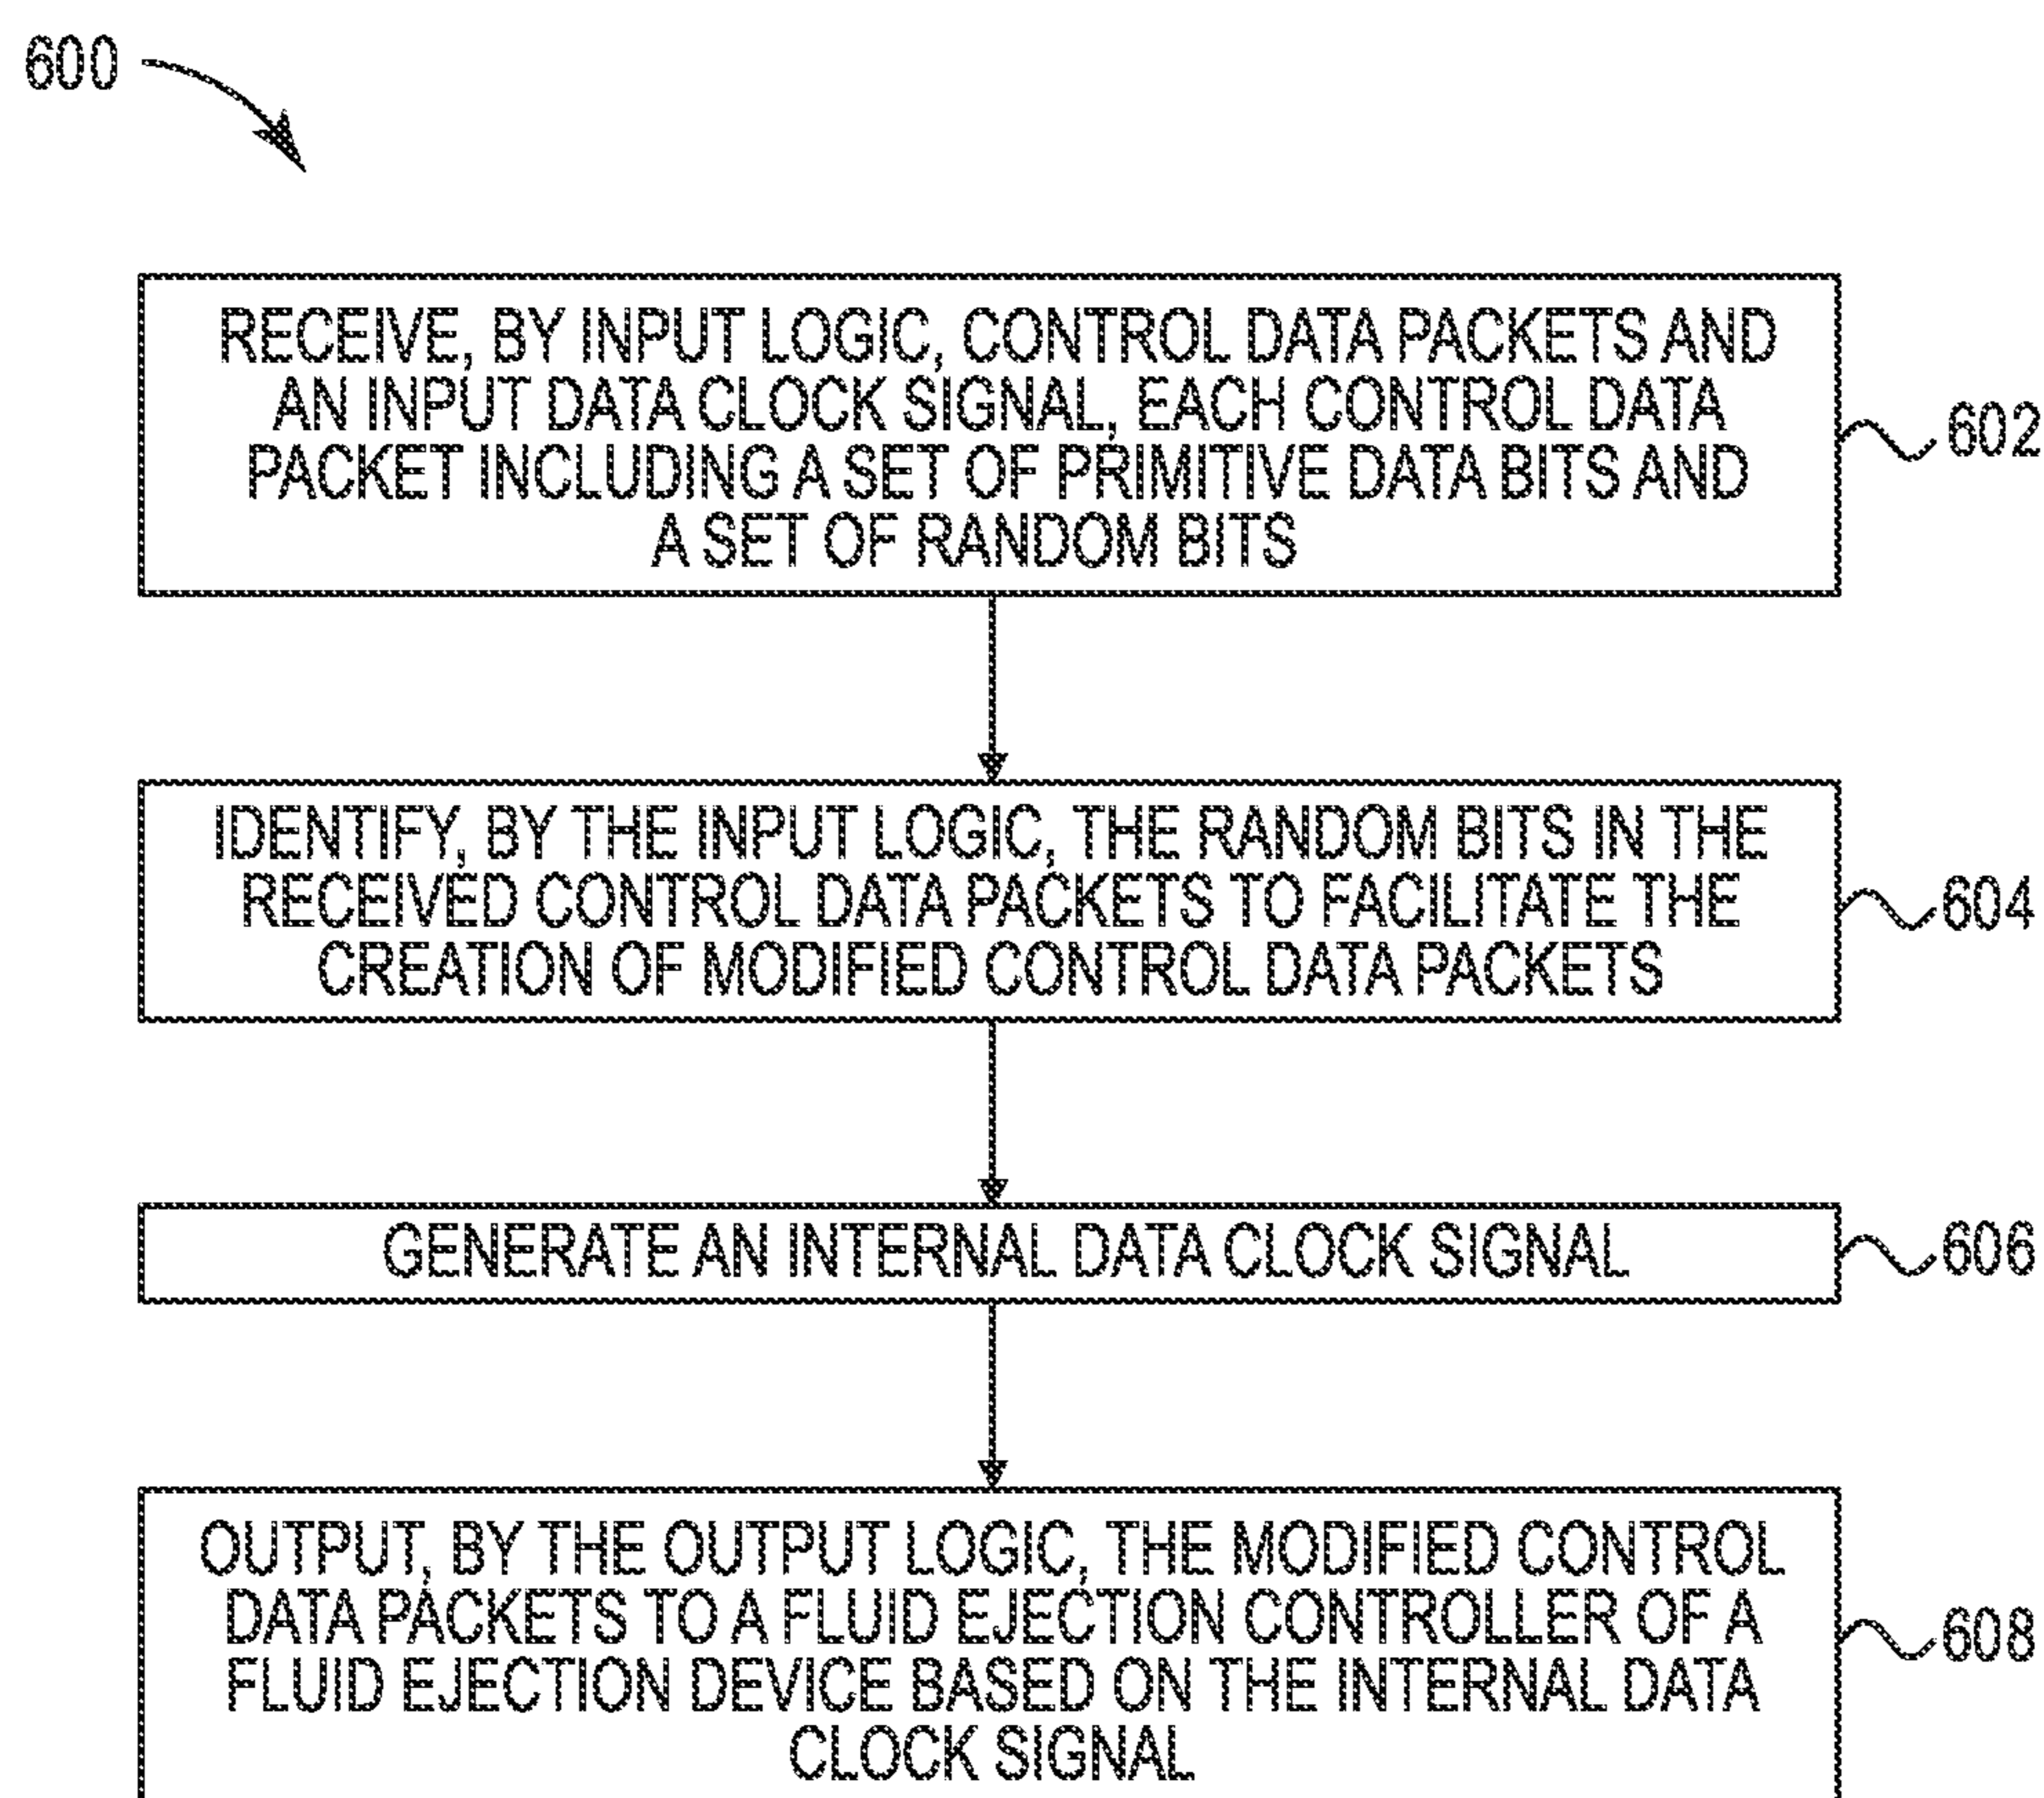 600
RECEIVE, BY INPUT LOGIC, CONTROL DATA PACKETS AND
AN INPUT DATA CLOCK SIGNAL, EACH CONTROL DATA
PACKET INCLUDING A SET OF PRIMITIVE DATA BITS AND
A SET OF RANDOM BITS
602
IDENTIFY, BY THE INPUT LOGIC, THE RANDOM BITS IN THE
RECEIVED CONTROL DATA PACKETS TO FACILITATE THE
CREATION OF MODIFIED CONTROL DATA PACKETS
604
GENERATE AN INTERNAL DATA CLOCK SIGNAL
606
OUTPUT, BY THE OUTPUT LOGIC, THE MODIFIED CONTROL
DATA PACKETS TO A FLUID EJECTION CONTROLLER OF A
FLUID EJECTION DEVICE BASED ON THE INTERNAL DATA
CLOCK SIGNAL
608